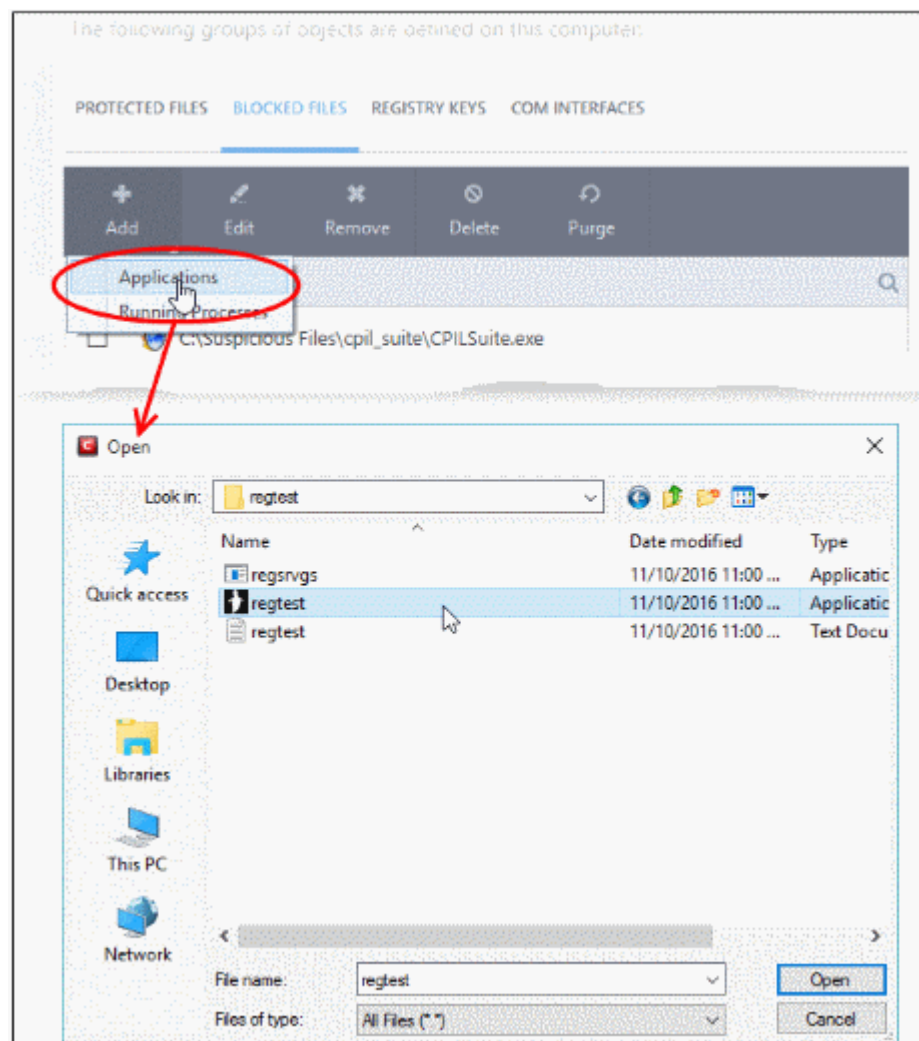 The following groups of objects are defined on this computer:
PROTECTED FILES BLOCKED FILES REGISTRY KEYS COM INTERFACES
Add Edit Remove Delete Purge
Applications
Running Processes
C:\Suspicious Files\cpil_suite\CPILSuite.exe
Open
Look in: regtest
Name Date modified Type
regsrvgs 11/10/2016 11:00 ... Applicatic
regtest 11/10/2016 11:00 ... Applicatic
regtest 11/10/2016 11:00 ... Text Docu
Quick access
Desktop
Libraries
This PC
Network
File name: regtest Open
Files of type: All Files (*.*) Cancel